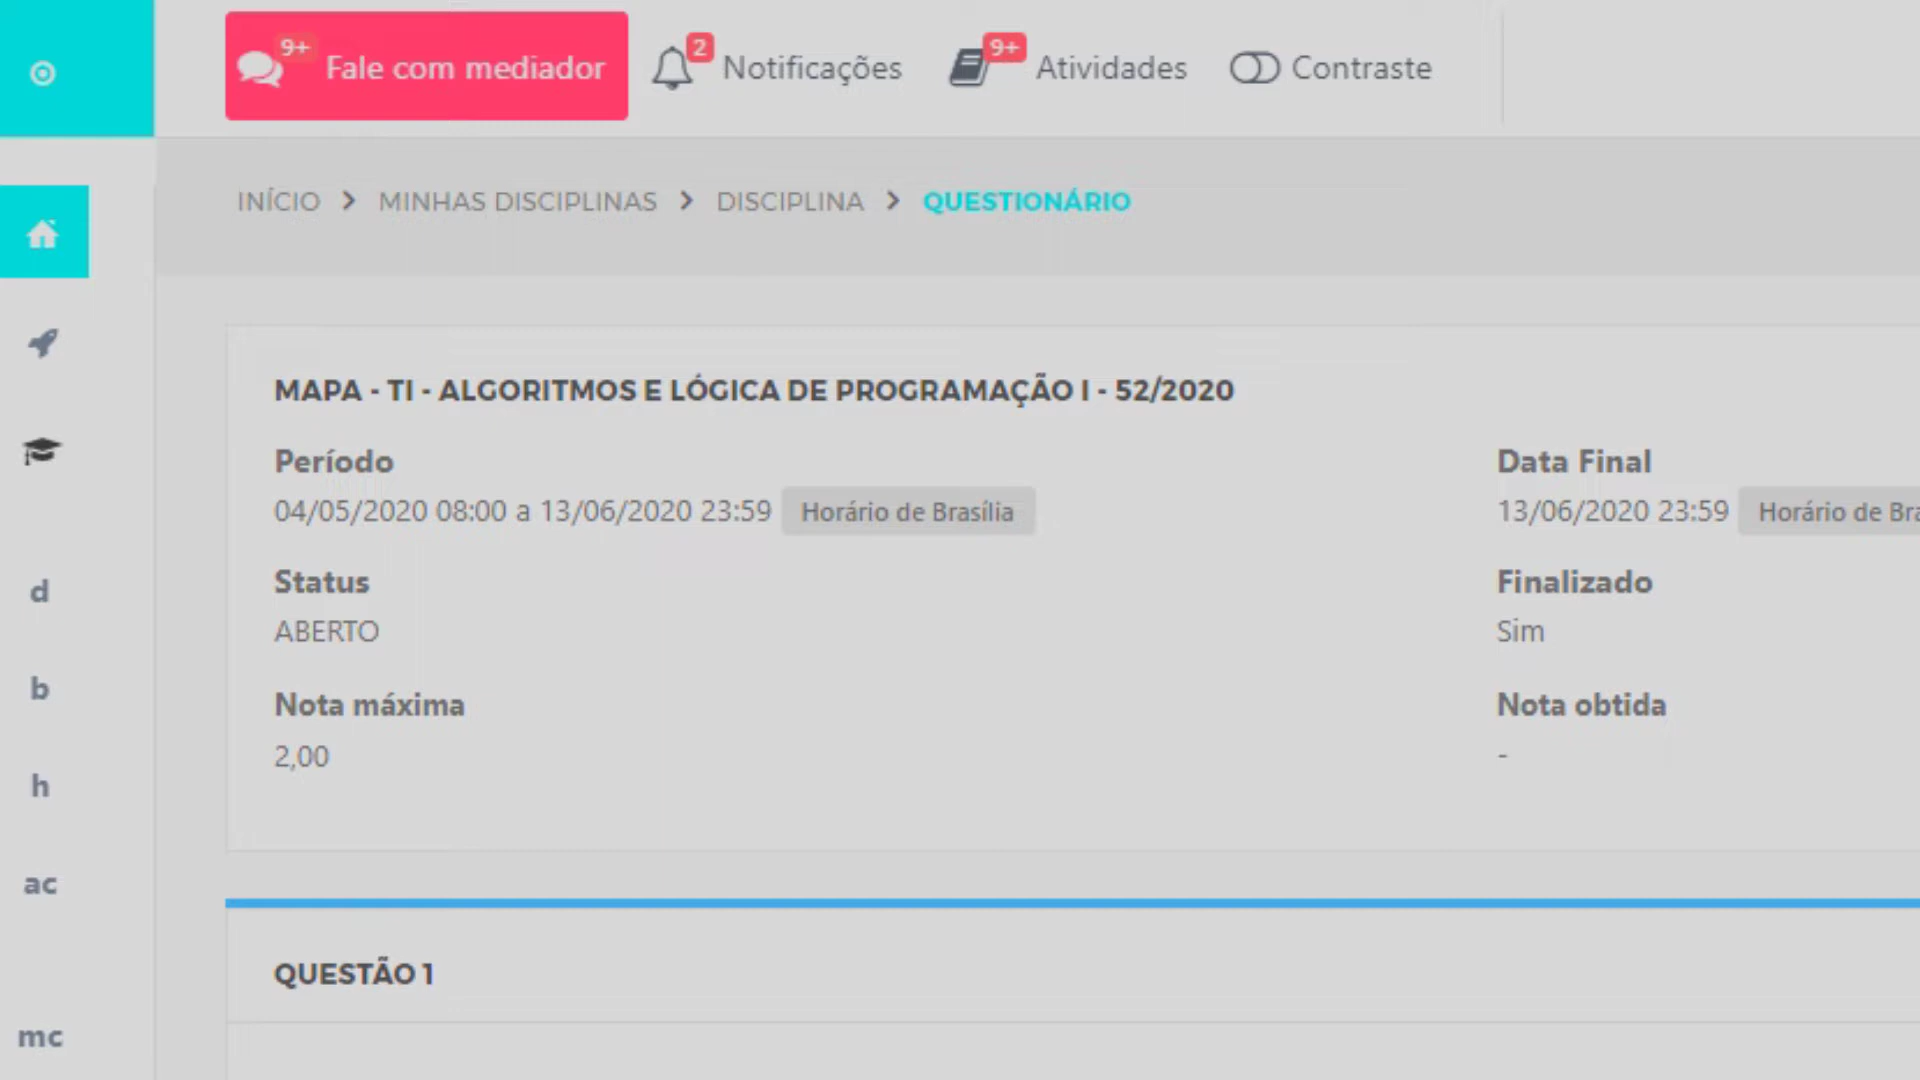 9+ Fale com mediador 2 Notificações 9+ Atividades Contraste
INÍCIO > MINHAS DISCIPLINAS > DISCIPLINA > QUESTIONÁRIO
MAPA - TI - ALGORITMOS E LÓGICA DE PROGRAMAÇÃO I - 52/2020
Período
04/05/2020 08:00 a 13/06/2020 23:59 Horário de Brasília
Data Final
13/06/2020 23:59 Horário de Bra
Status
ABERTO
Finalizado
Sim
Nota máxima
2,00
Nota obtida
-
QUESTÃO 1
d
b
h
ac
mc